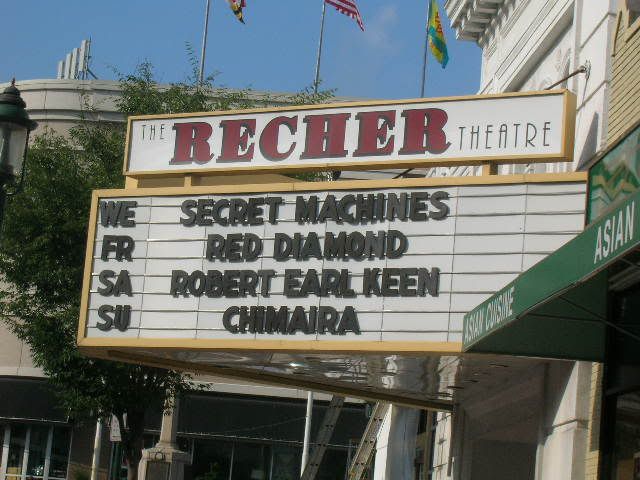 THE RECHER THEATRE
WE SECRET MACHINES
FR RED DIAMOND
SA ROBERT EARL KEEN
SU CHIMAIRA
ASIAN
ASIAN CUISINE